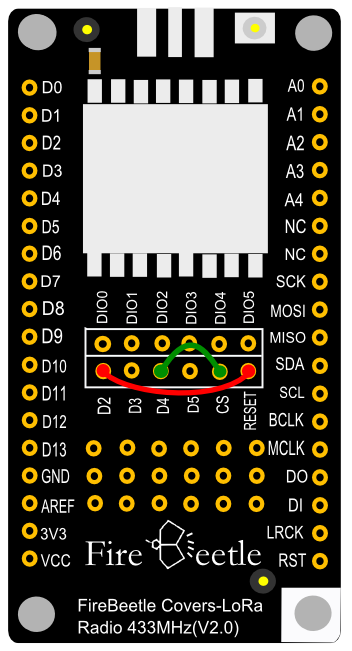 D0 A0
D1 A1
D2 A2
D3 A3
D4 A4
D5 NC
D6 NC
D7 SCK
D8 MOSI
D9 MISO
D10 SDA
D11 SCL
D12 BCLK
D13 MCLK
GND DO
AREF DI
3V3 LRCK
VCC RST
DIO0 DIO1 DIO2 DIO3 DIO4 DIO5
D2 D3 D4 D5 CS RESET
Fire Beetle
FireBeetle Covers-LoRa
Radio 433MHz(V2.0)